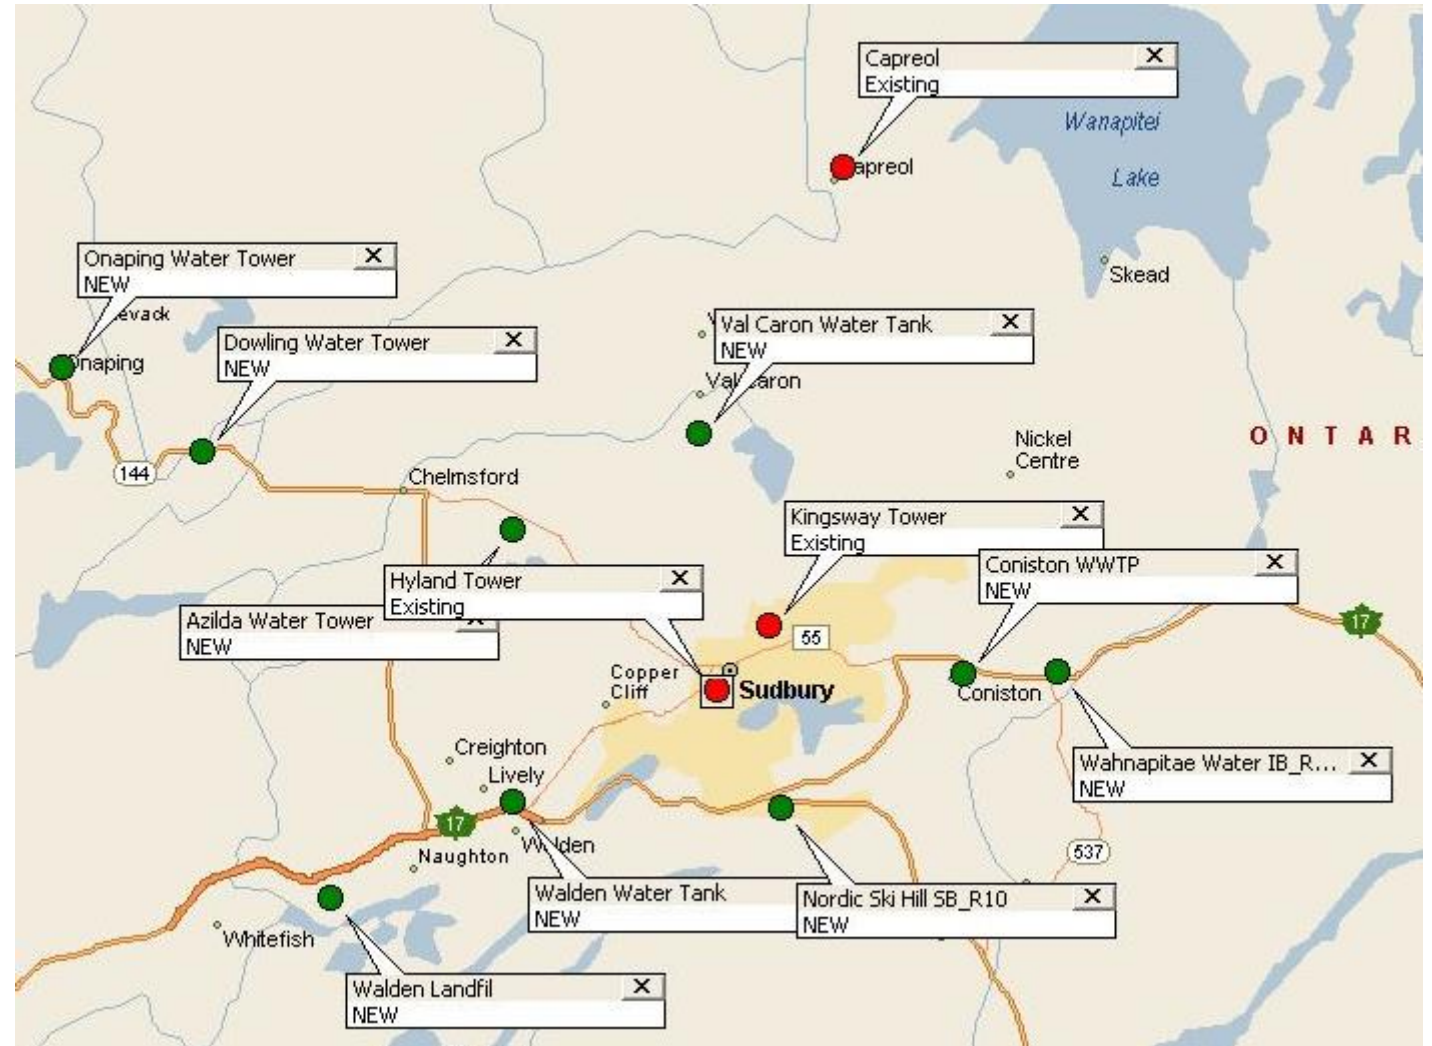 Capreol
Existing
Wanapitei
Lake
apreol
Skead
Onaping Water Tower
NEW
evack
Onaping
Dowling Water Tower
NEW
Val Caron Water Tank
NEW
Val Caron
144
Chelmsford
Nickel
Centre
ONTAR
Kingsway Tower
Existing
Coniston WWTP
NEW
Hyland Tower
Existing
Azilda Water Tower
NEW
17
55
Copper
Cliff
Sudbury
Coniston
Creighton
Lively
Wahnapitae Water IB_R...
NEW
17
Walden
Naughton
537
Walden Water Tank
NEW
Nordic Ski Hill SB_R10
NEW
Whitefish
Walden Landfil
NEW